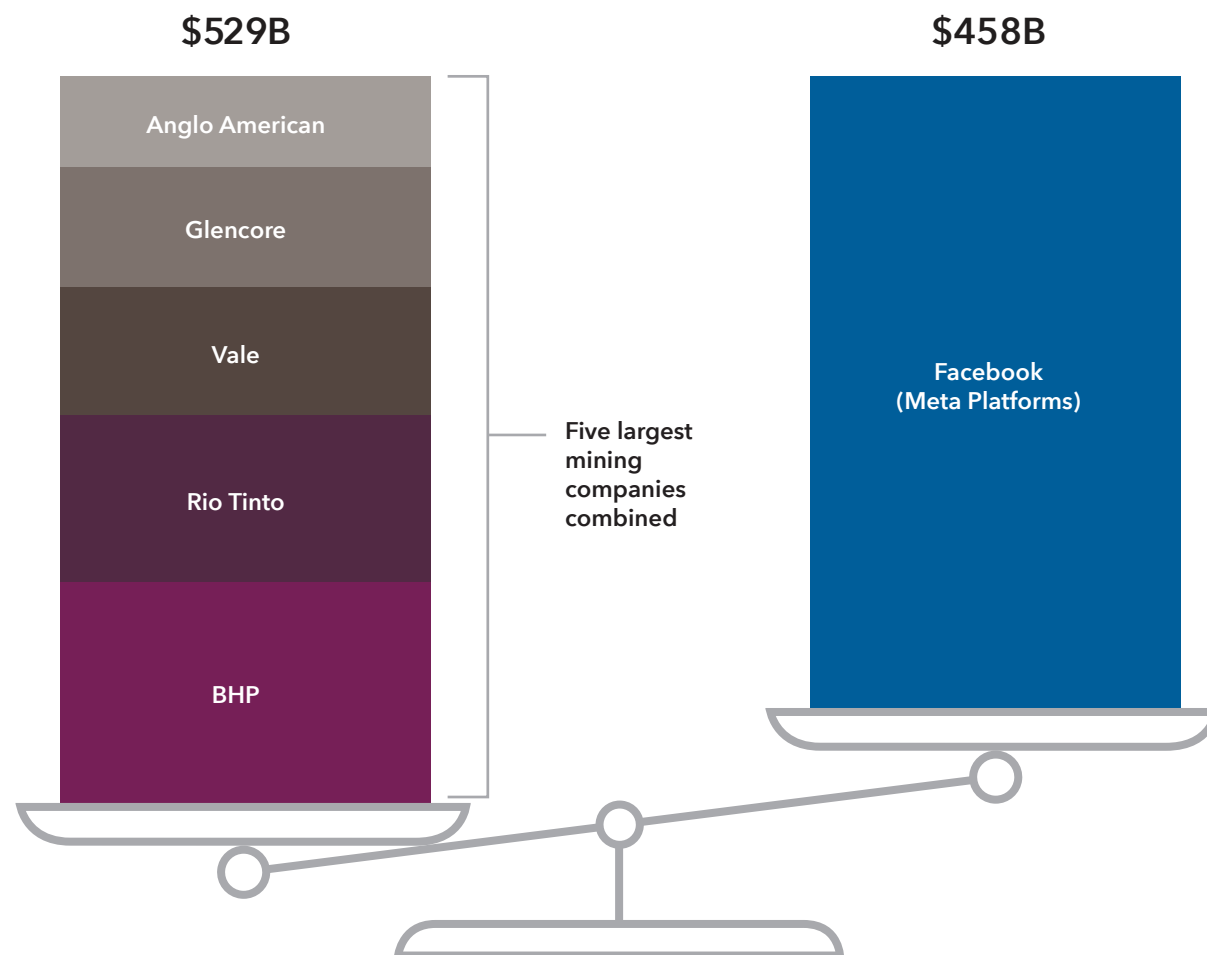 $529B
Anglo American
Glencore
Vale
Rio Tinto
BHP
Five largest
mining
companies
combined
$458B
Facebook
(Meta Platforms)